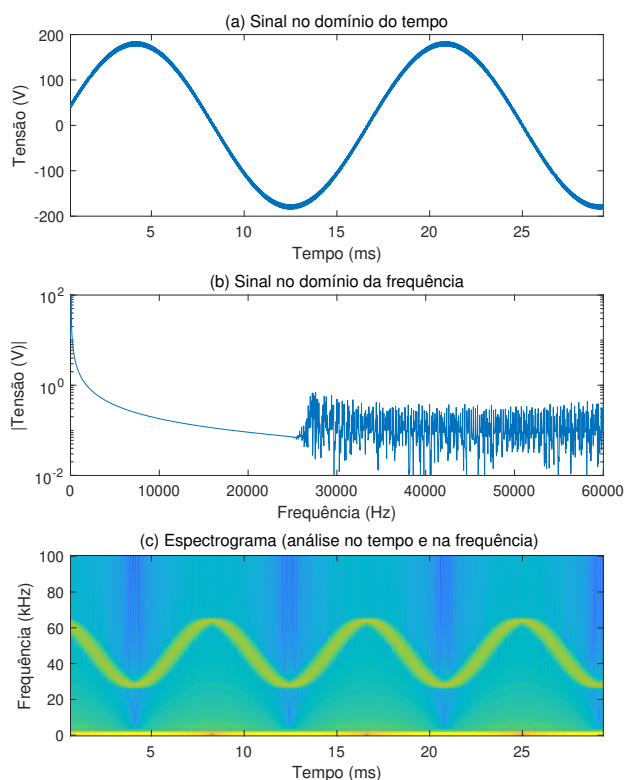 (a) Sinal no domínio do tempo
200
100
0
-100
-200
Tensão (V)
5 10 15 20 25
Tempo (ms)
(b) Sinal no domínio da frequência
10^2
10^0
10^-2
|Tensão (V)|
0 10000 20000 30000 40000 50000 60000
Frequência (Hz)
(c) Espectrograma (análise no tempo e na frequência)
100
80
60
40
20
0
Frequência (kHz)
5 10 15 20 25
Tempo (ms)